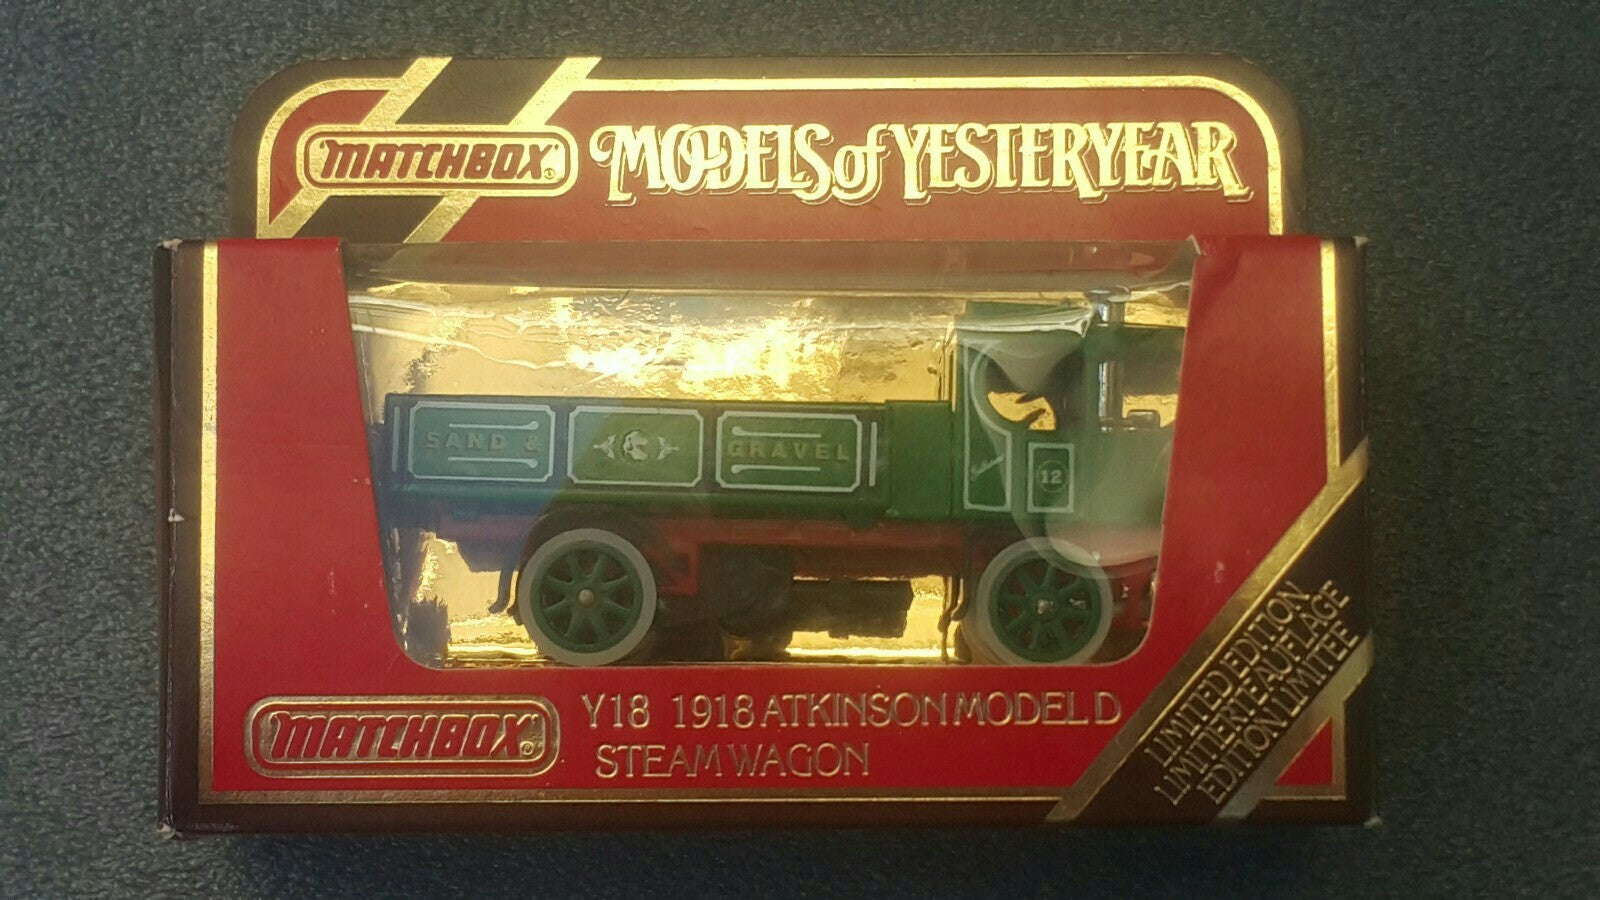 MATCHBOX®
MODELS of YESTERYEAR
SAND & GRAVEL
12
MATCHBOX®
Y18 1918 ATKINSON MODEL D
STEAM WAGON
LIMITED EDITION
LIMITIERTE AUFLAGE
EDITION LIMITEE